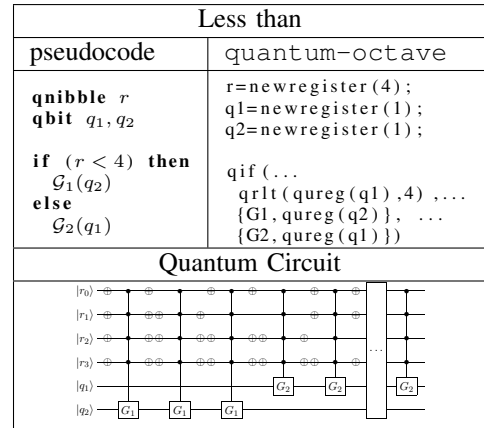 Less than
pseudocode
quantum-octave
qnibble r
qbit q₁, q₂
if (r < 4) then
𝒢₁(q₂)
else
𝒢₂(q₁)
r=newregister(4);
q1=newregister(1);
q2=newregister(1);
qif(...
qrlt(qureg(q1),4),...
{G1,qureg(q2)}, ...
{G2,qureg(q1)})
Quantum Circuit
|r₀⟩ ⊕ ⊕ ⊕ ⊕ ⊕ ⊕
|r₁⟩ ⊕ ⊕ ⊕ ⊕ ⊕
|r₂⟩ ⊕ ⊕⊕ ⊕⊕ ⊕⊕ ⊕
|r₃⟩ ⊕ ⊕⊕ ⊕⊕ ⊕⊕ ⊕
...
|q₁⟩ G₂ G₂ G₂
|q₂⟩ G₁ G₁ G₁